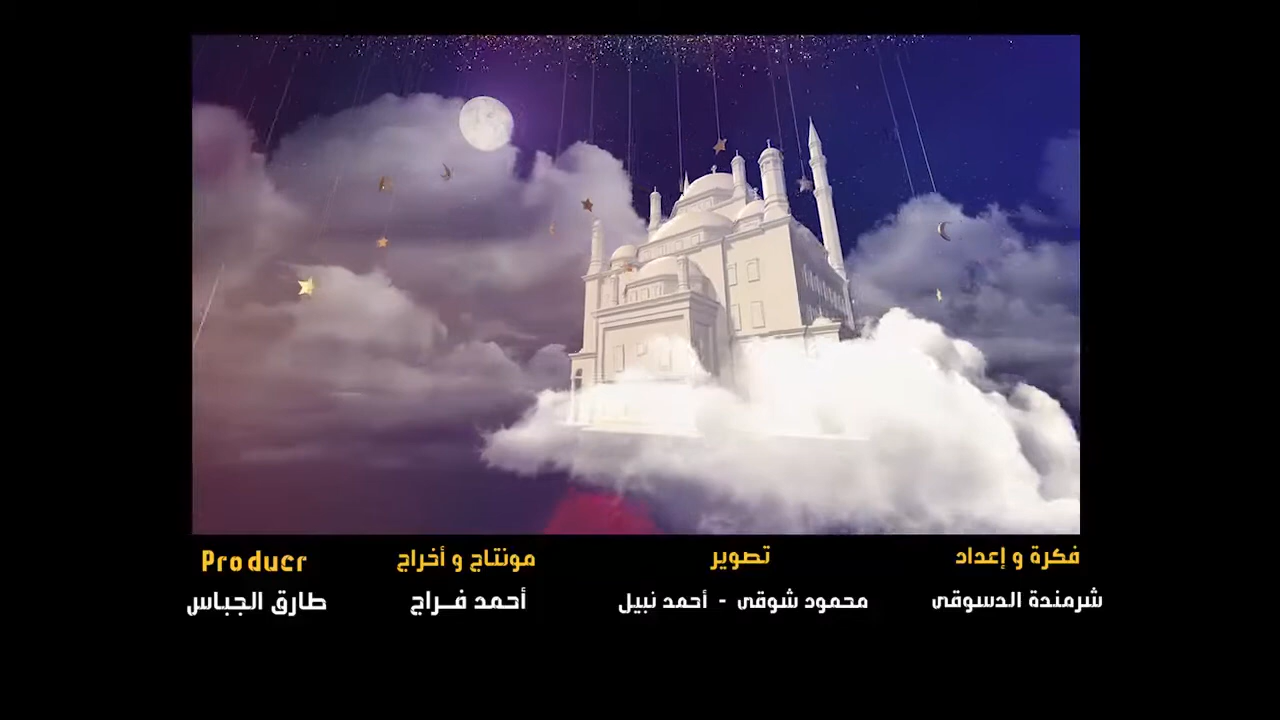 فكرة و إعداد
شرمندة الدسوقى
تصوير
محمود شوقى - أحمد نبيل
مونتاج و أخراج
أحمد فـراج
Producr
طارق الجباس